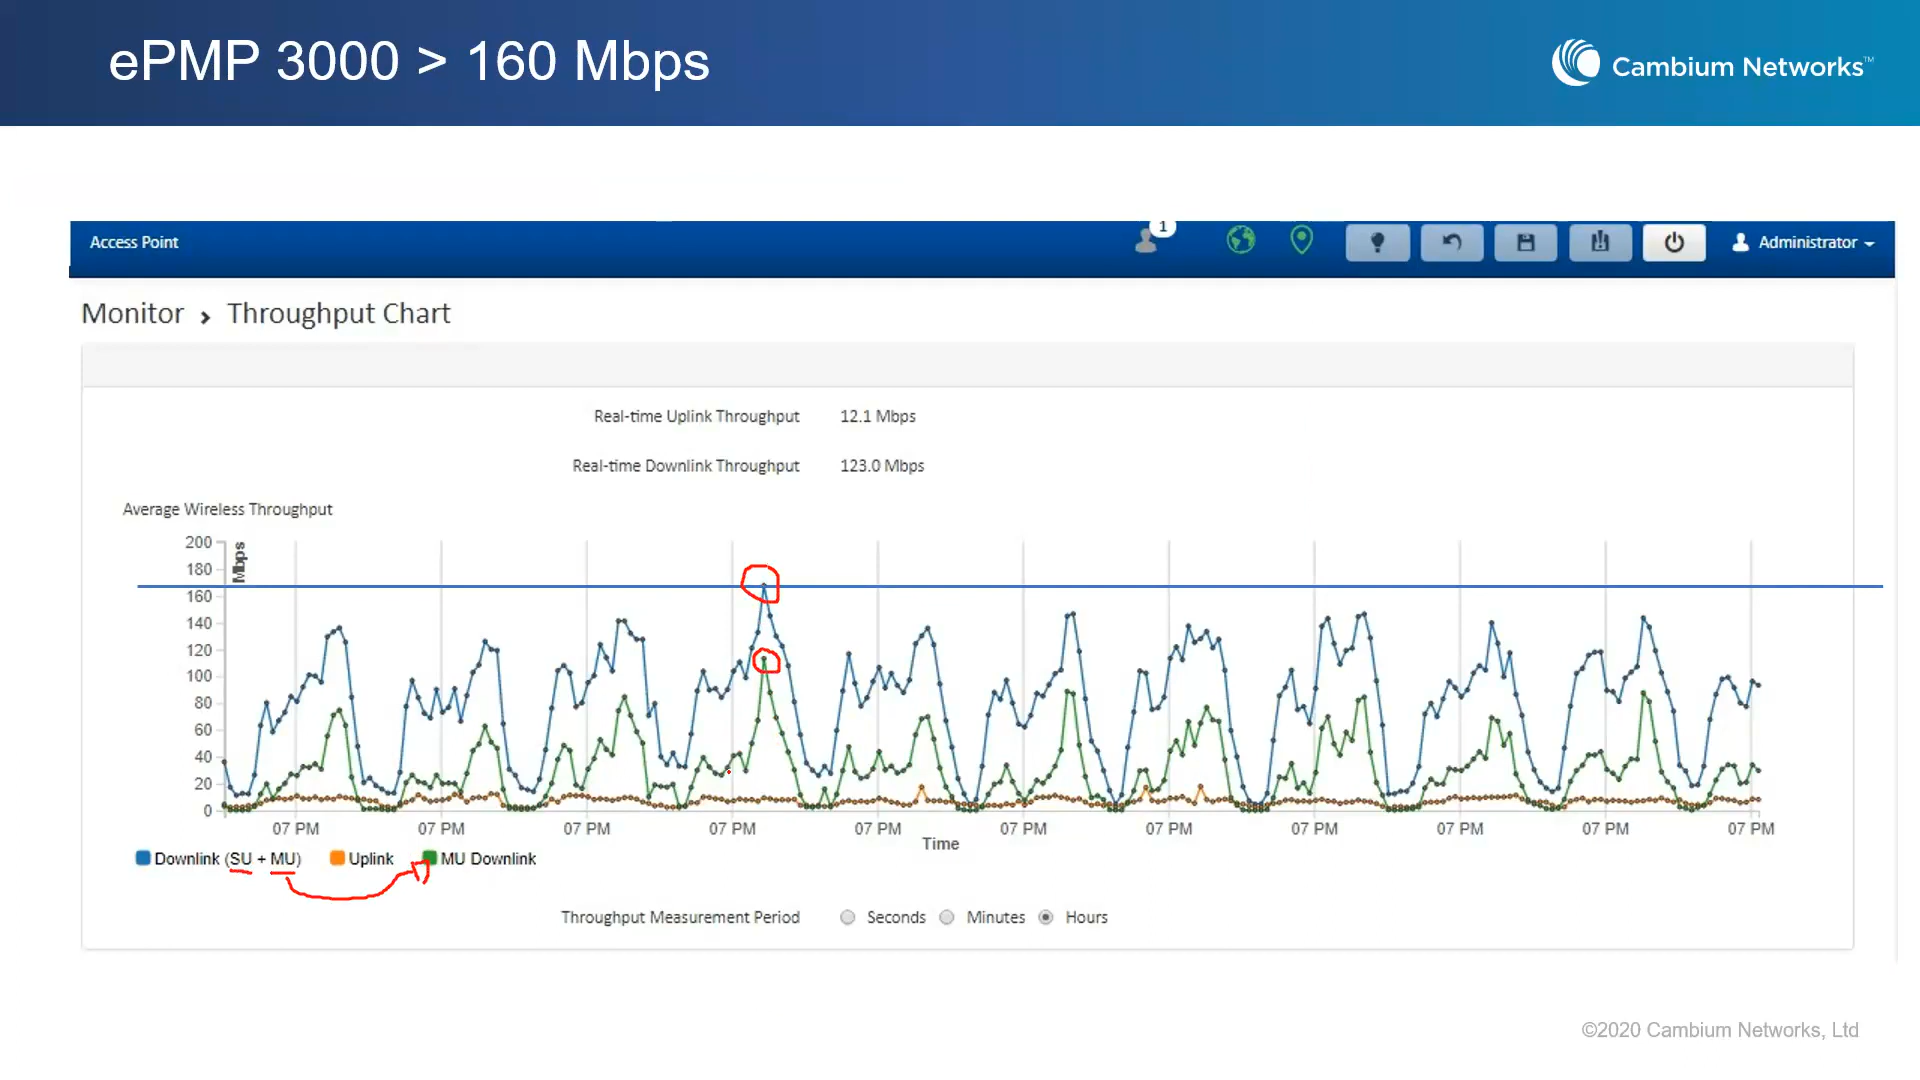 ePMP 3000 > 160 Mbps
Cambium Networks™
Access Point
1
Administrator
Monitor > Throughput Chart
Real-time Uplink Throughput 12.1 Mbps
Real-time Downlink Throughput 123.0 Mbps
Average Wireless Throughput
Mbps
200
180
160
140
120
100
80
60
40
20
0
07 PM 07 PM 07 PM 07 PM 07 PM 07 PM 07 PM 07 PM 07 PM 07 PM 07 PM
Time
Downlink (SU + MU) Uplink MU Downlink
Throughput Measurement Period Seconds Minutes Hours
©2020 Cambium Networks, Ltd